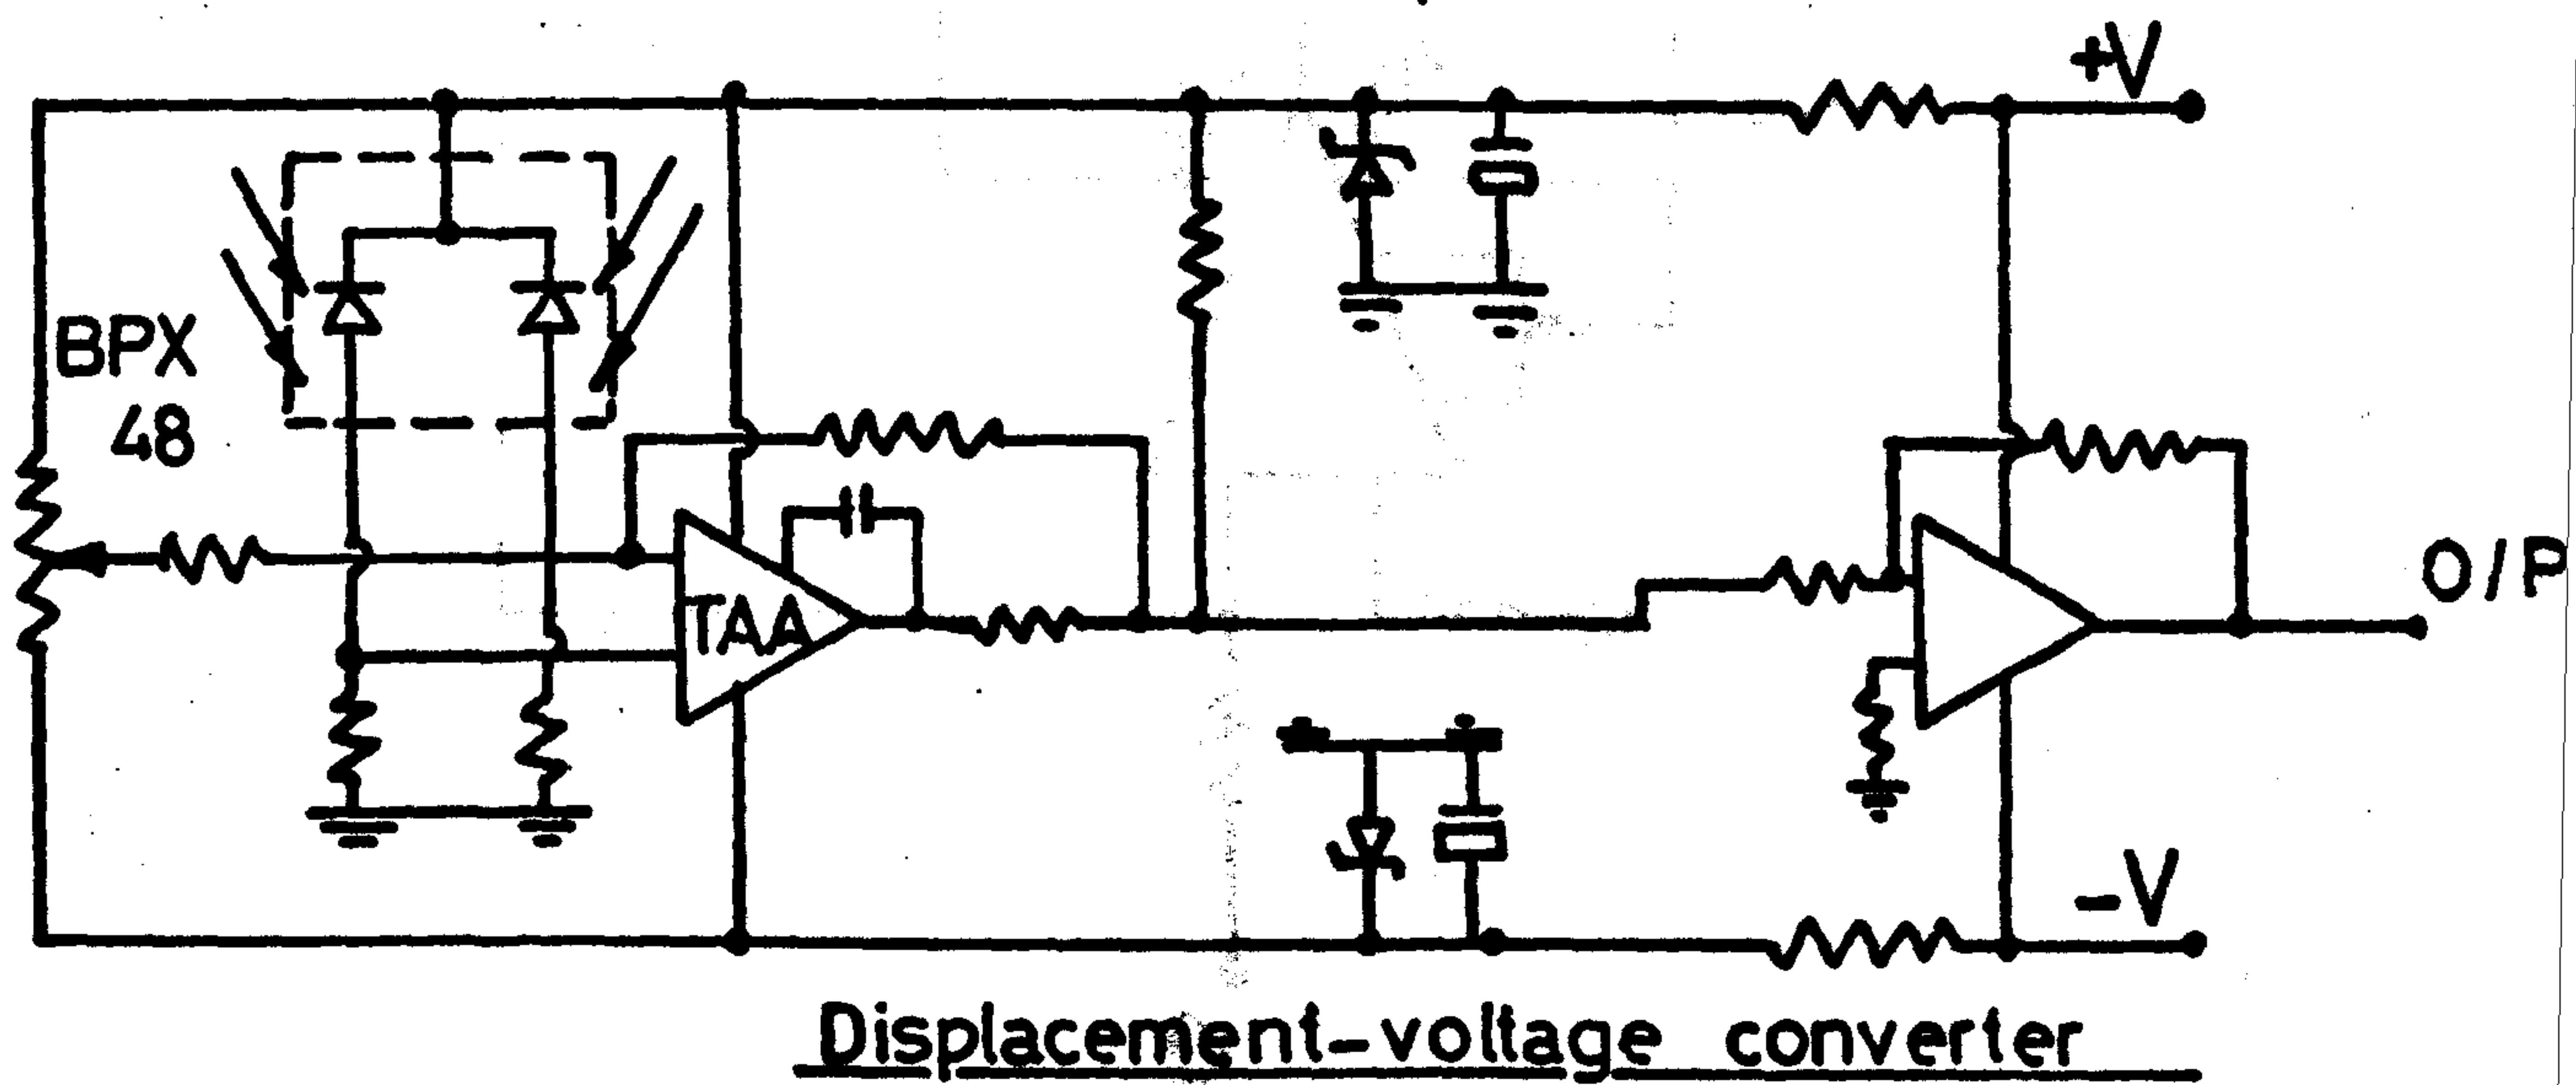 +V
BPX
48
TAA
O/P
-V
Displacement-voltage converter